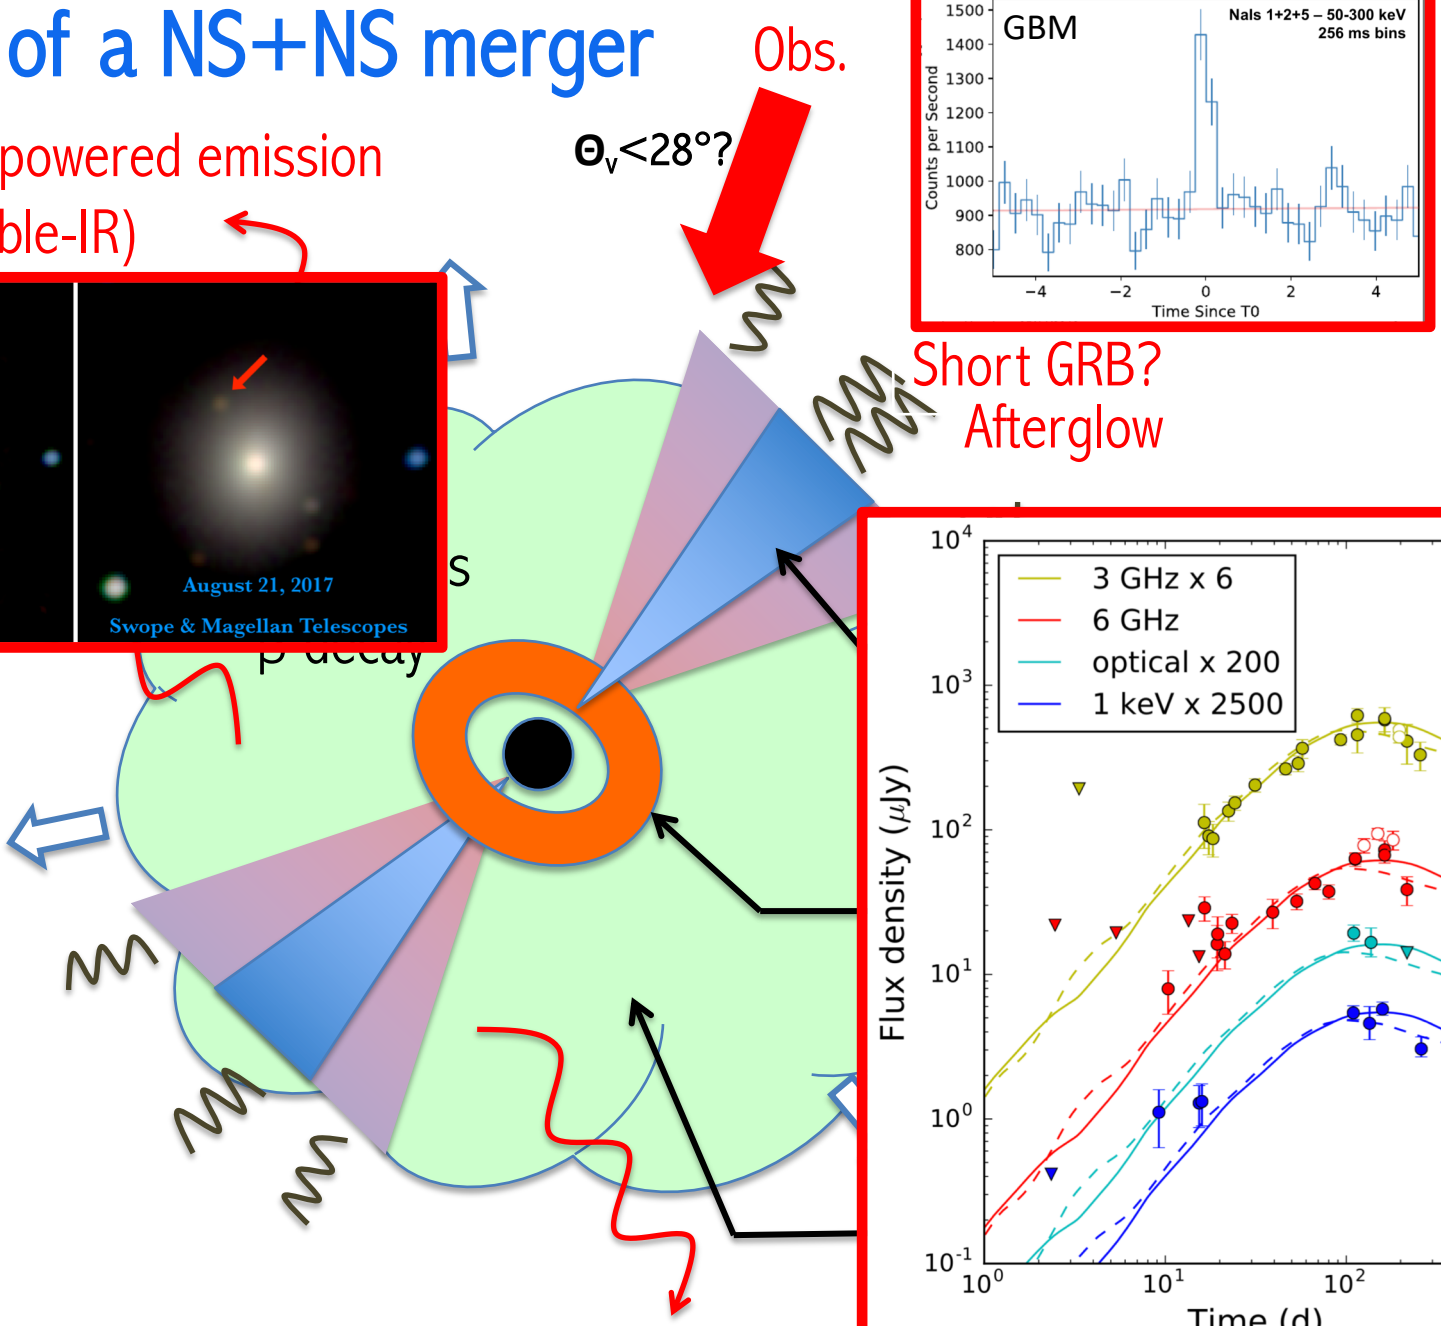 of a NS+NS merger
Obs.
powered emission
ble-IR)
Θv<28°?
GBM
NaIs 1+2+5 – 50-300 keV
256 ms bins
Counts per Second
1500
1400
1300
1200
1100
1000
900
800
−4 −2 0 2 4
Time Since T0
Short GRB?
Afterglow
August 21, 2017
Swope & Magellan Telescopes
s
β decay
3 GHz x 6
6 GHz
optical x 200
1 keV x 2500
Flux density (μJy)
10⁴
10³
10²
10¹
10⁰
10⁻¹
10⁰ 10¹ 10²
Time (d)